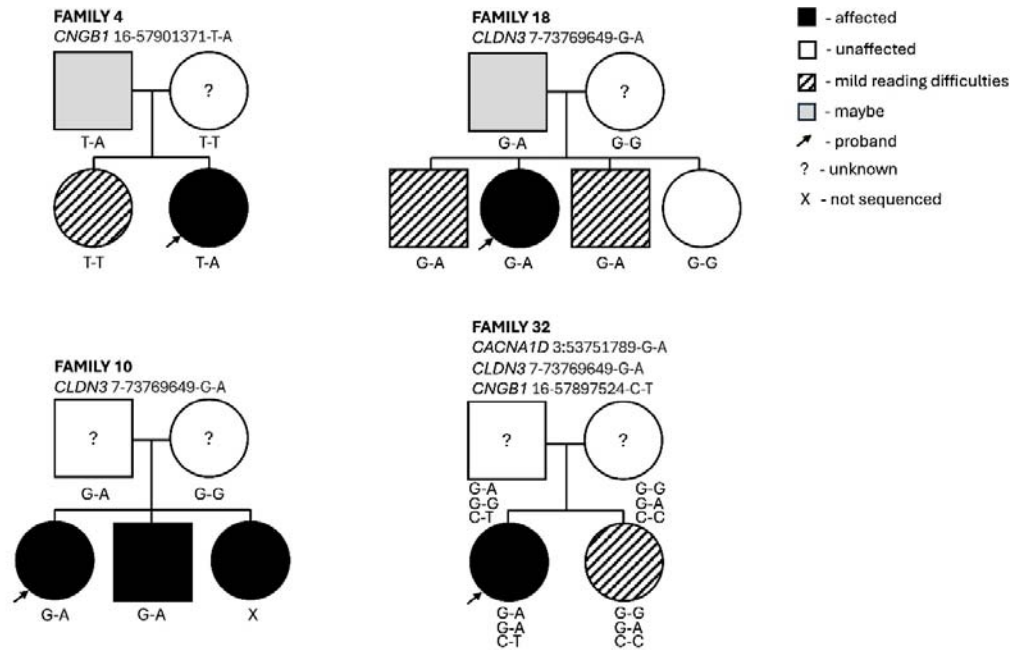 FAMILY 4
CNGB1 16-57901371-T-A
?
T-A
T-T
T-T
T-A
FAMILY 18
CLDN3 7-73769649-G-A
?
G-A
G-G
G-A
G-A
G-A
G-G
- affected
- unaffected
- mild reading difficulties
- maybe
- proband
? - unknown
X - not sequenced
FAMILY 10
CLDN3 7-73769649-G-A
?
?
G-A
G-G
G-A
G-A
X
FAMILY 32
CACNA1D 3:53751789-G-A
CLDN3 7-73769649-G-A
CNGB1 16-57897524-C-T
?
?
G-A
G-G
C-T
G-G
G-A
C-C
G-A
G-A
C-T
G-G
G-A
C-C